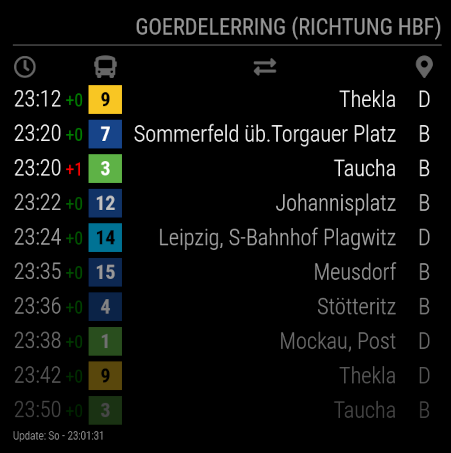 GOERDELERRING (RICHTUNG HBF)
23:12 +0 9 Thekla D
23:20 +0 7 Sommerfeld üb.Torgauer Platz B
23:20 +1 3 Taucha B
23:22 +0 12 Johannisplatz B
23:24 +0 14 Leipzig, S-Bahnhof Plagwitz D
23:35 +0 15 Meusdorf B
23:36 +0 4 Stötteritz B
23:38 +0 1 Mockau, Post D
23:42 +0 9 Thekla D
23:50 +0 3 Taucha B
Update: So - 23:01:31